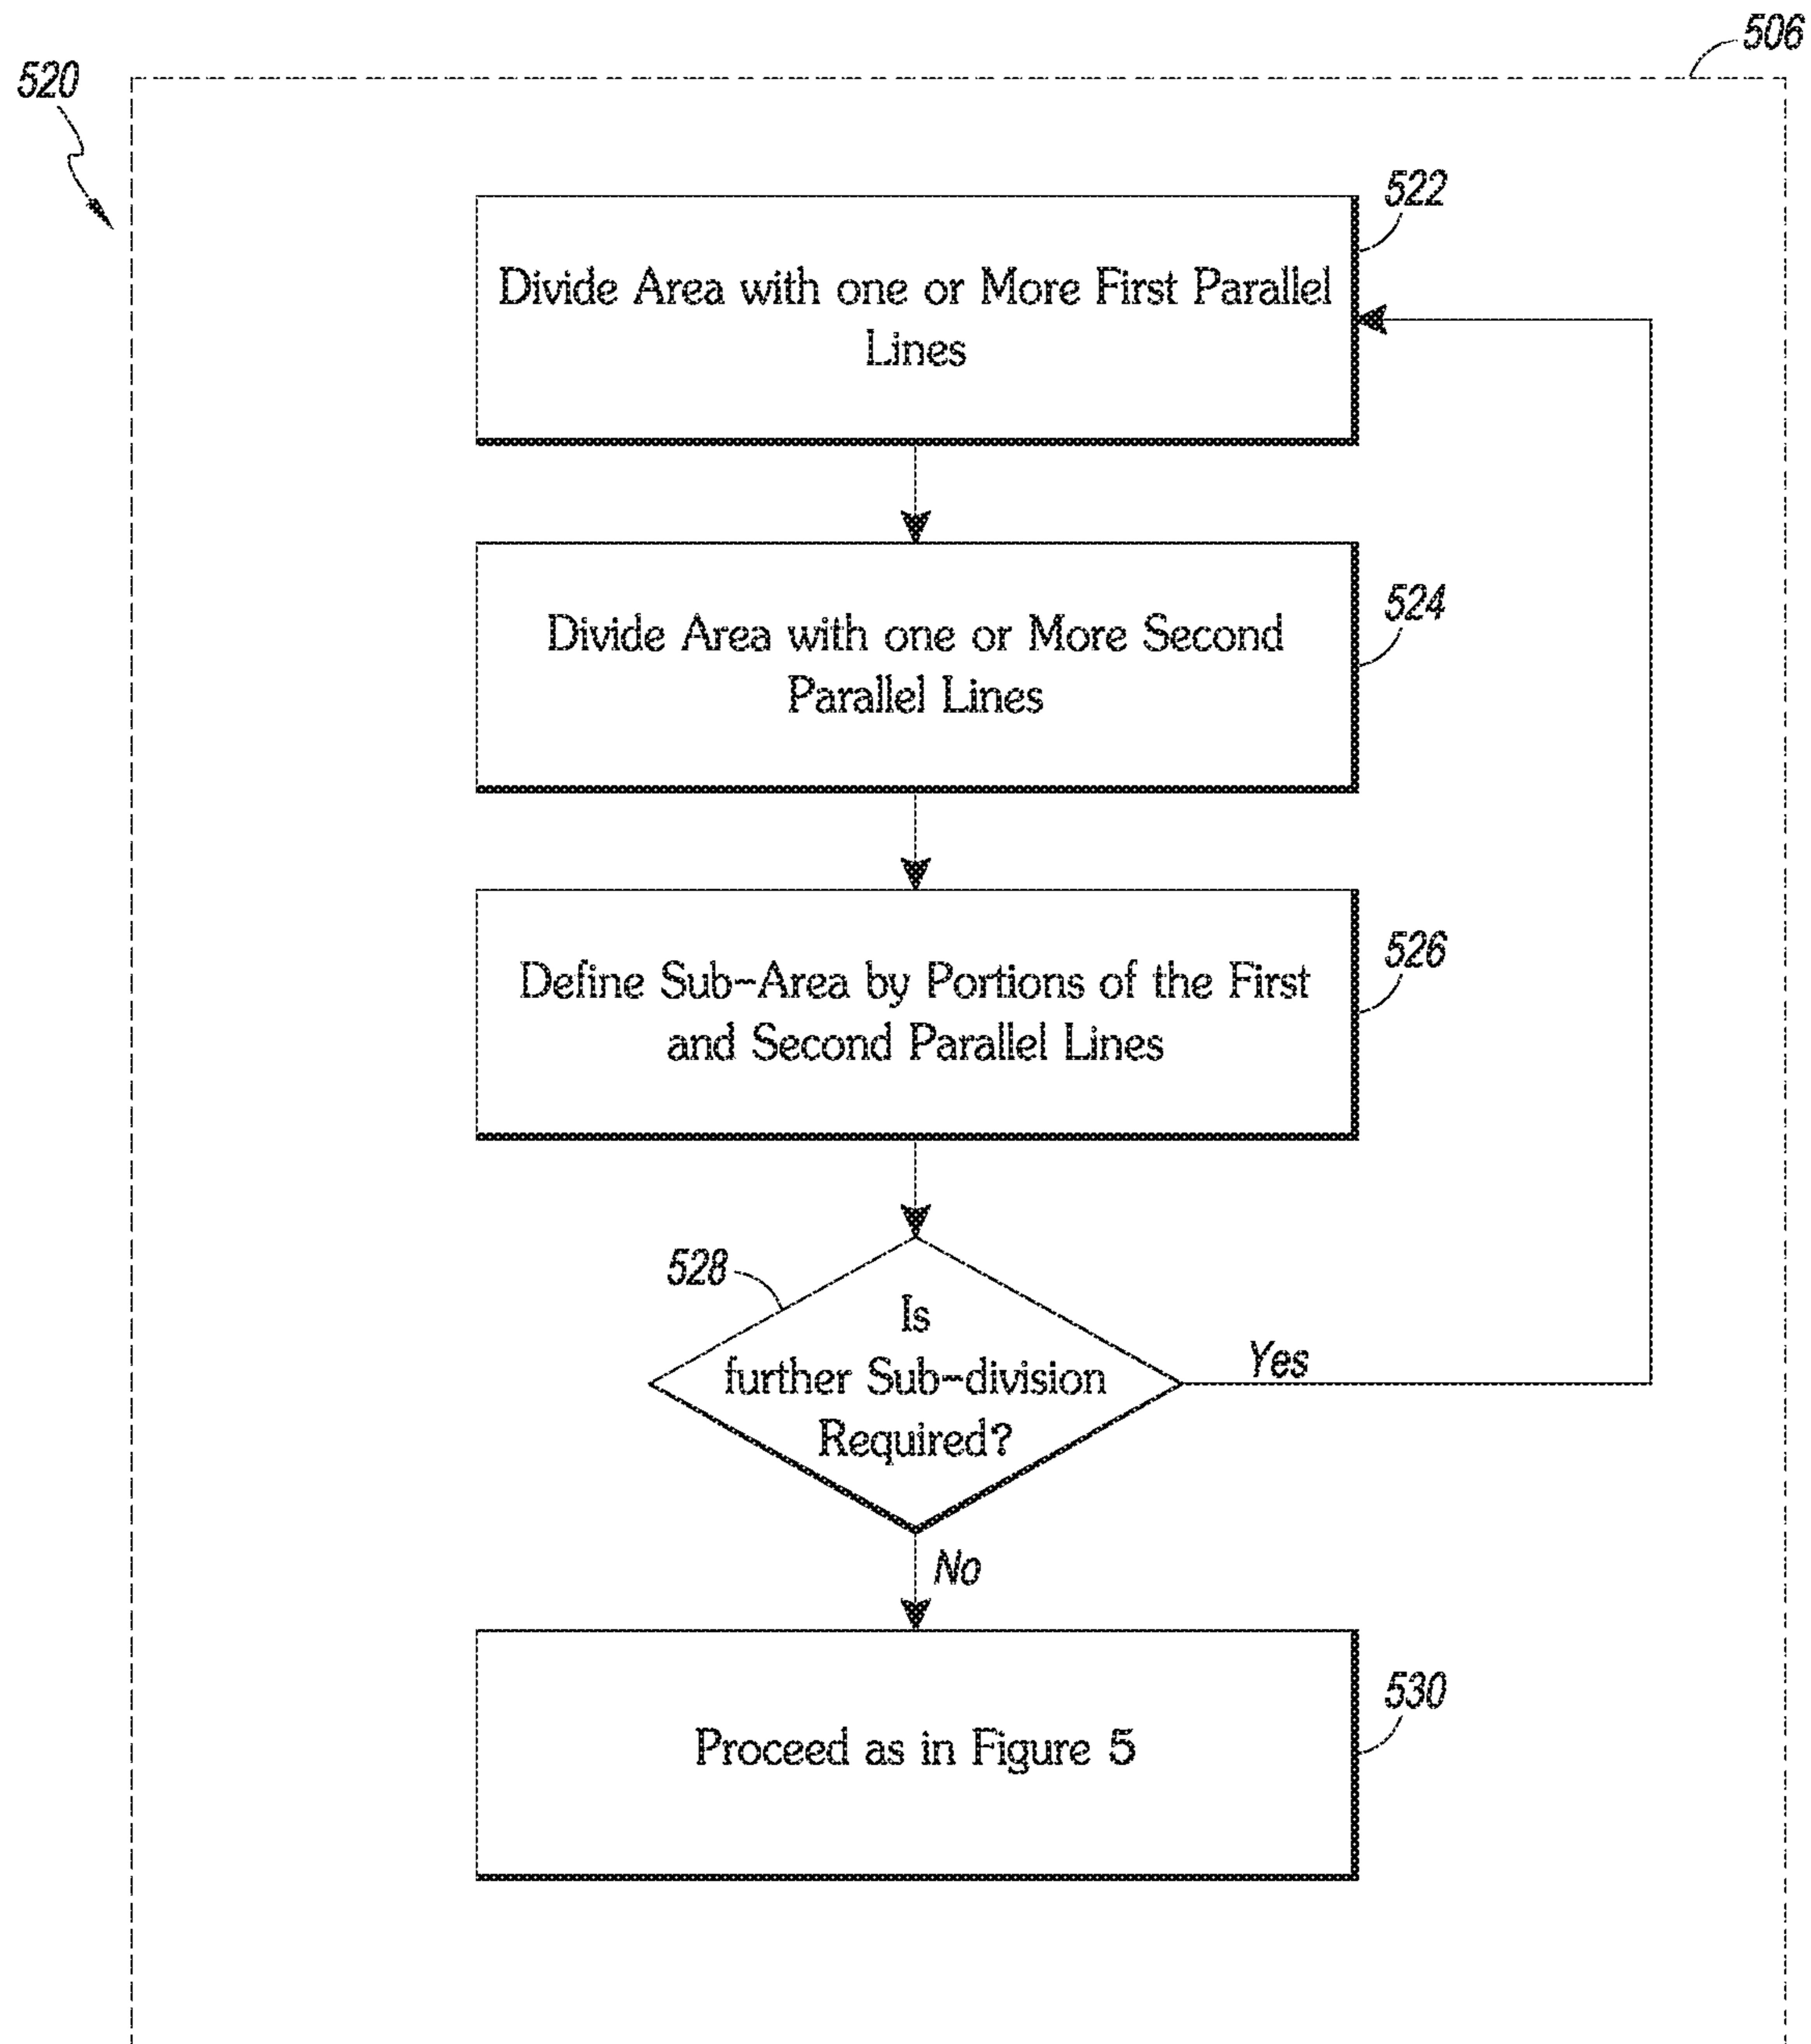 506
520
522
Divide Area with one or More First Parallel
Lines
524
Divide Area with one or More Second
Parallel Lines
526
Define Sub-Area by Portions of the First
and Second Parallel Lines
528
Is
further Sub-division
Required?
Yes
No
530
Proceed as in Figure 5